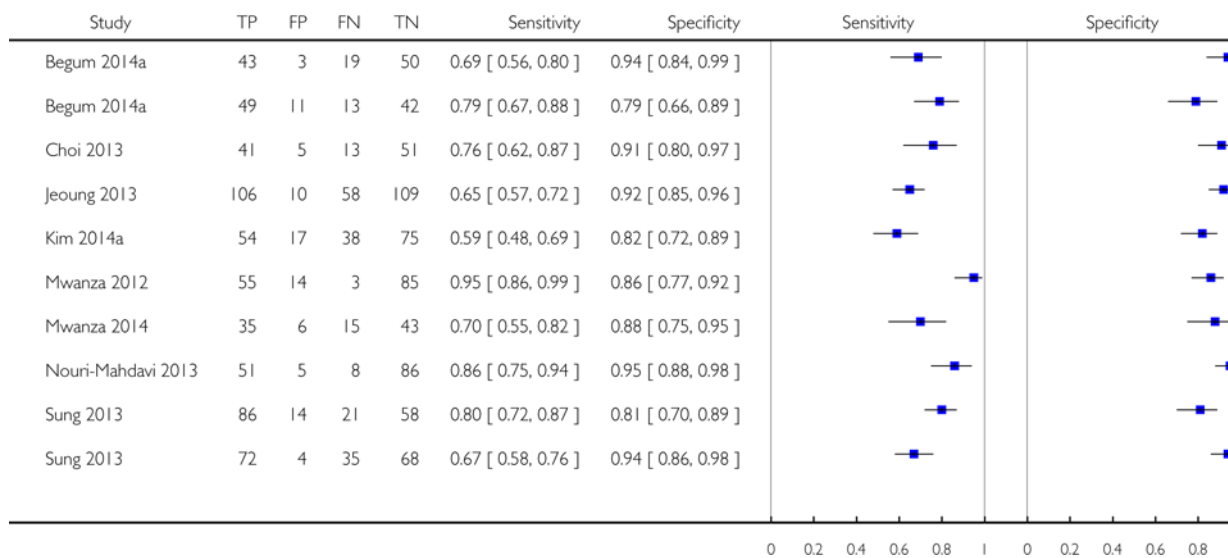 Study TP FP FN TN Sensitivity Specificity Sensitivity Specificity
Begum 2014a 43 3 19 50 0.69 [ 0.56, 0.80 ] 0.94 [ 0.84, 0.99 ]
Begum 2014a 49 11 13 42 0.79 [ 0.67, 0.88 ] 0.79 [ 0.66, 0.89 ]
Choi 2013 41 5 13 51 0.76 [ 0.62, 0.87 ] 0.91 [ 0.80, 0.97 ]
Jeoung 2013 106 10 58 109 0.65 [ 0.57, 0.72 ] 0.92 [ 0.85, 0.96 ]
Kim 2014a 54 17 38 75 0.59 [ 0.48, 0.69 ] 0.82 [ 0.72, 0.89 ]
Mwanza 2012 55 14 3 85 0.95 [ 0.86, 0.99 ] 0.86 [ 0.77, 0.92 ]
Mwanza 2014 35 6 15 43 0.70 [ 0.55, 0.82 ] 0.88 [ 0.75, 0.95 ]
Nouri-Mahdavi 2013 51 5 8 86 0.86 [ 0.75, 0.94 ] 0.95 [ 0.88, 0.98 ]
Sung 2013 86 14 21 58 0.80 [ 0.72, 0.87 ] 0.81 [ 0.70, 0.89 ]
Sung 2013 72 4 35 68 0.67 [ 0.58, 0.76 ] 0.94 [ 0.86, 0.98 ]
0 0.2 0.4 0.6 0.8 1 0 0.2 0.4 0.6 0.8